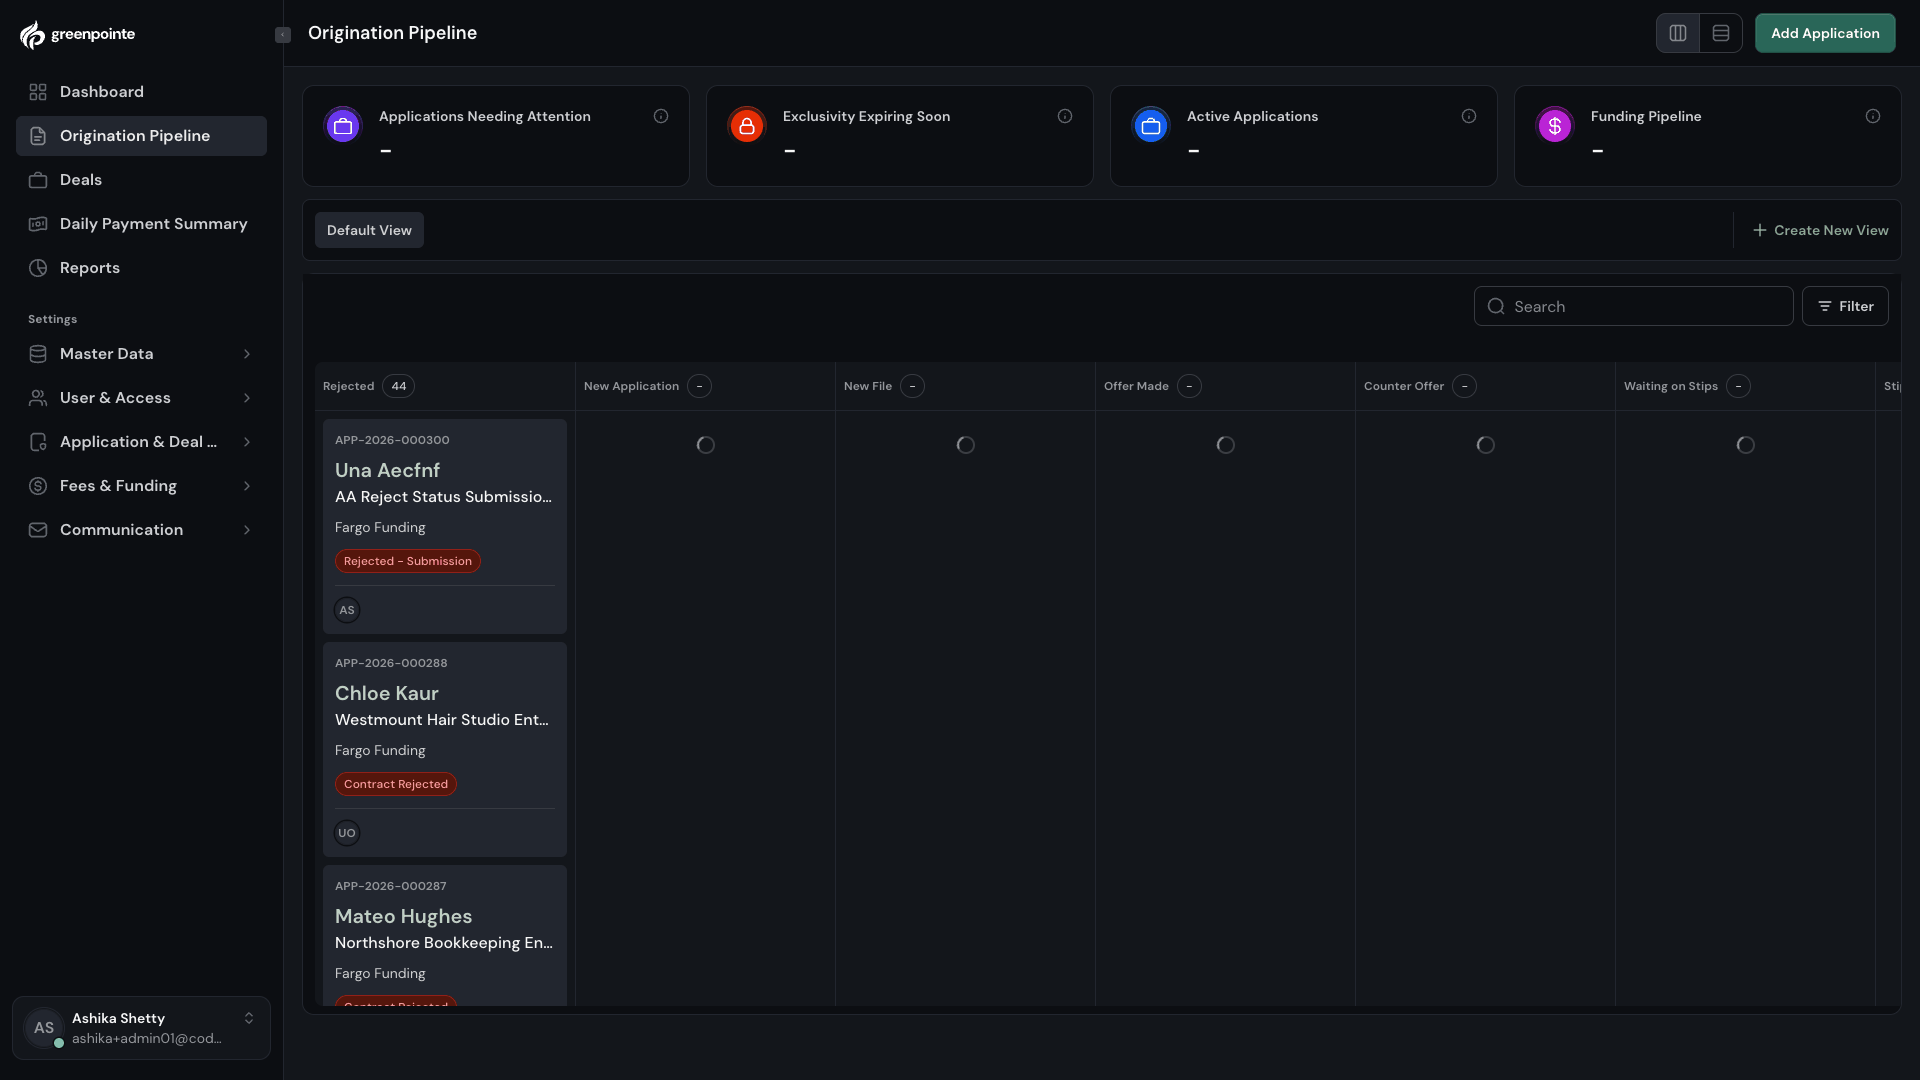 greenpointe
Dashboard
Origination Pipeline
Deals
Daily Payment Summary
Reports
Settings
Master Data
User & Access
Application & Deal ...
Fees & Funding
Communication
AS
Ashika Shetty
ashika+admin01@cod...
Origination Pipeline
Add Application
Applications Needing Attention
–
Exclusivity Expiring Soon
–
Active Applications
–
Funding Pipeline
–
Default View
Create New View
Search
Filter
Rejected 44
New Application -
New File -
Offer Made -
Counter Offer -
Waiting on Stips -
APP-2026-000300
Una Aecfnf
AA Reject Status Submissio...
Fargo Funding
Rejected - Submission
AS
APP-2026-000288
Chloe Kaur
Westmount Hair Studio Ent...
Fargo Funding
Contract Rejected
UO
APP-2026-000287
Mateo Hughes
Northshore Bookkeeping En...
Fargo Funding
Contract Rejected